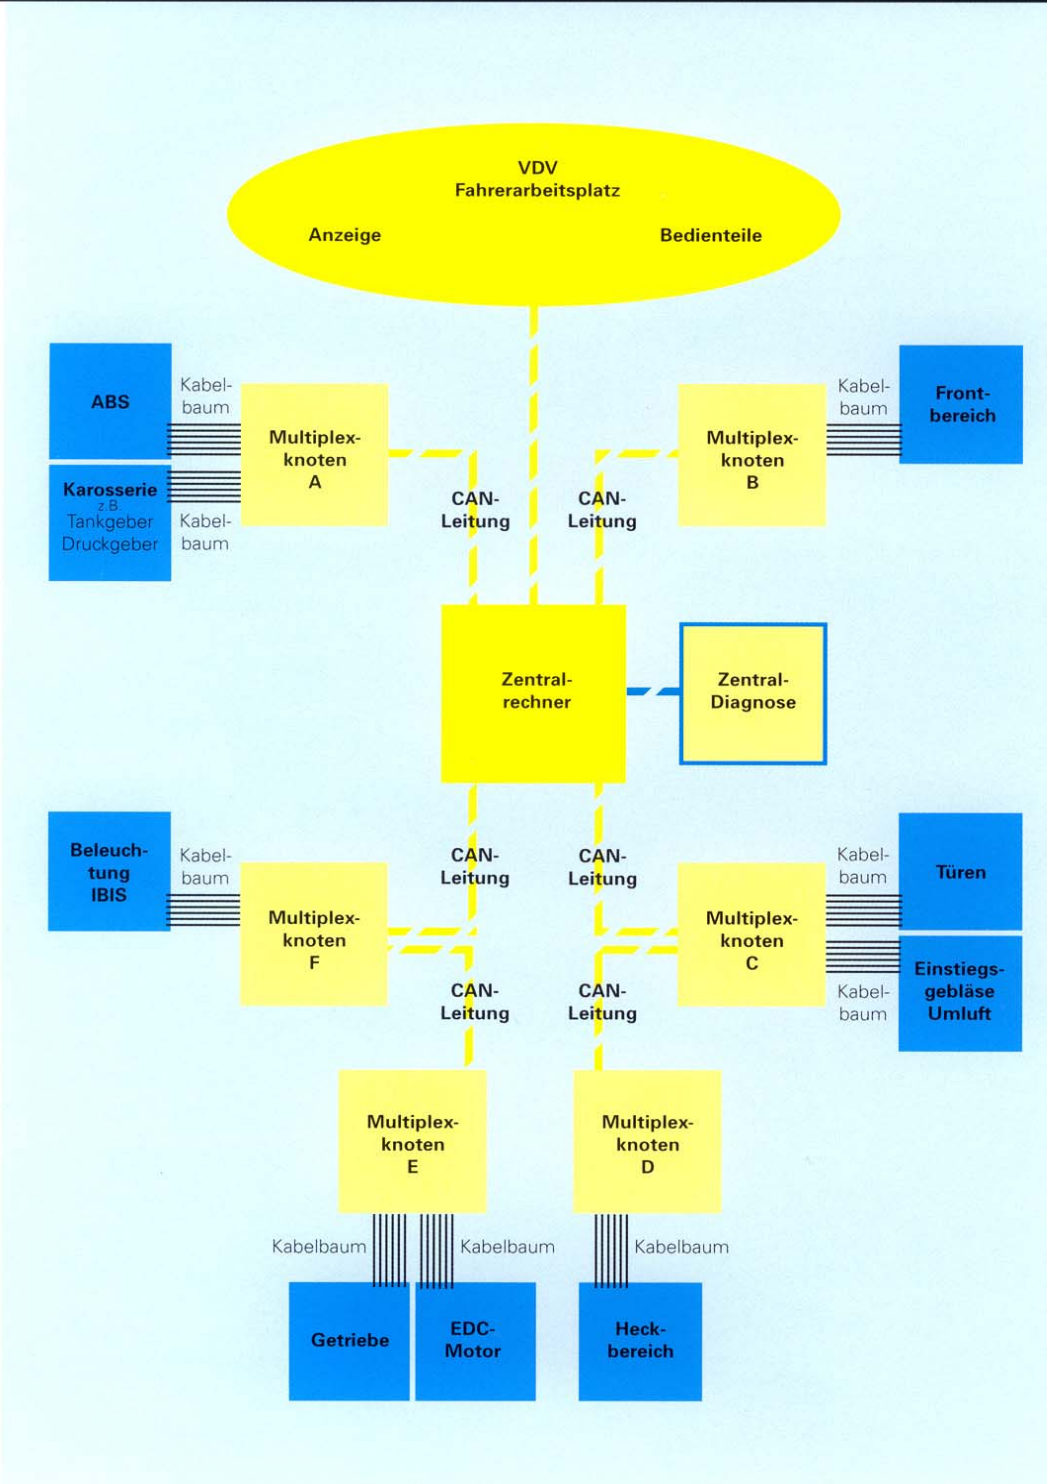 VDV
Fahrerarbeitsplatz
Anzeige
Bedienteile
ABS
Kabel-
baum
Multiplex-
knoten
A
Karosserie
z.B.
Tankgeber
Druckgeber
Kabel-
baum
CAN-
Leitung
CAN-
Leitung
Multiplex-
knoten
B
Kabel-
baum
Front-
bereich
Zentral-
rechner
Zentral-
Diagnose
Beleuch-
tung
IBIS
Kabel-
baum
Multiplex-
knoten
F
CAN-
Leitung
CAN-
Leitung
Multiplex-
knoten
C
Kabel-
baum
Türen
Kabel-
baum
Einstiegs-
gebläse
Umluft
CAN-
Leitung
CAN-
Leitung
Multiplex-
knoten
E
Multiplex-
knoten
D
Kabelbaum
Kabelbaum
Kabelbaum
Getriebe
EDC-
Motor
Heck-
bereich